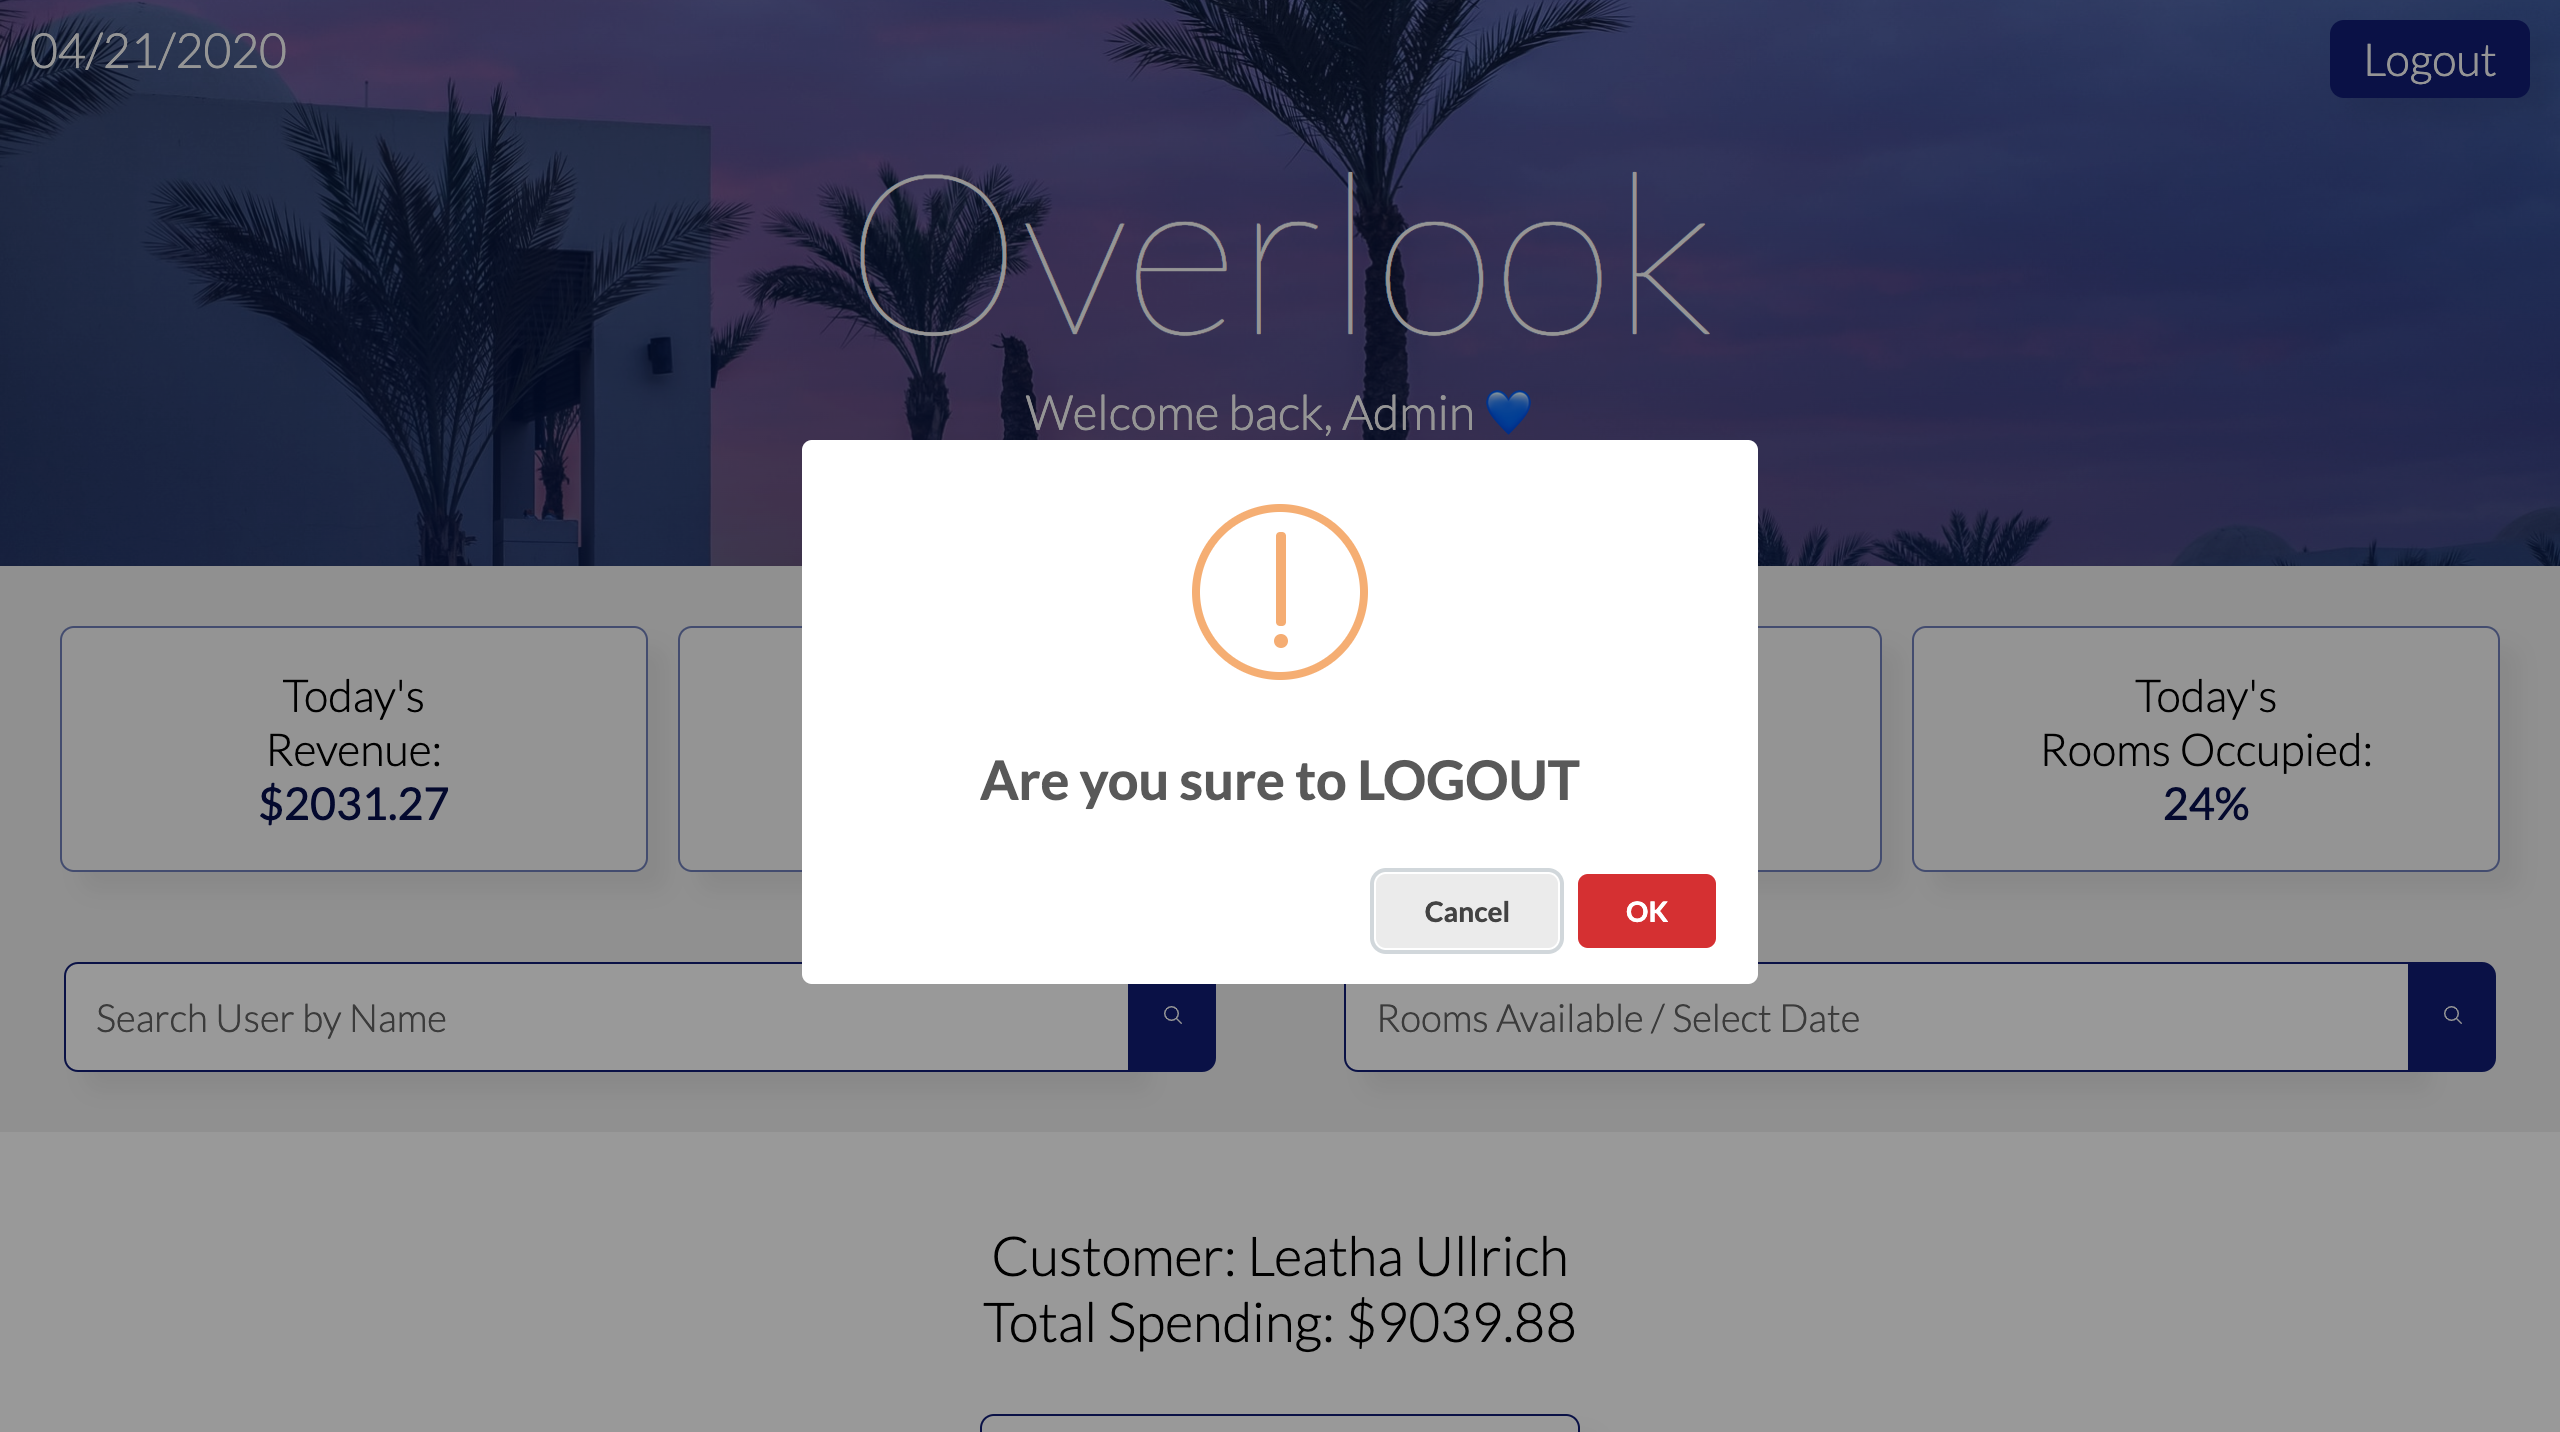 04/21/2020
Logout
Overlook
Welcome back, Admin 💙
Are you sure to LOGOUT
Cancel
OK
Today's
Revenue:
$2031.27
Today's
Rooms Occupied:
24%
Search User by Name
Rooms Available / Select Date
Customer: Leatha Ullrich
Total Spending: $9039.88